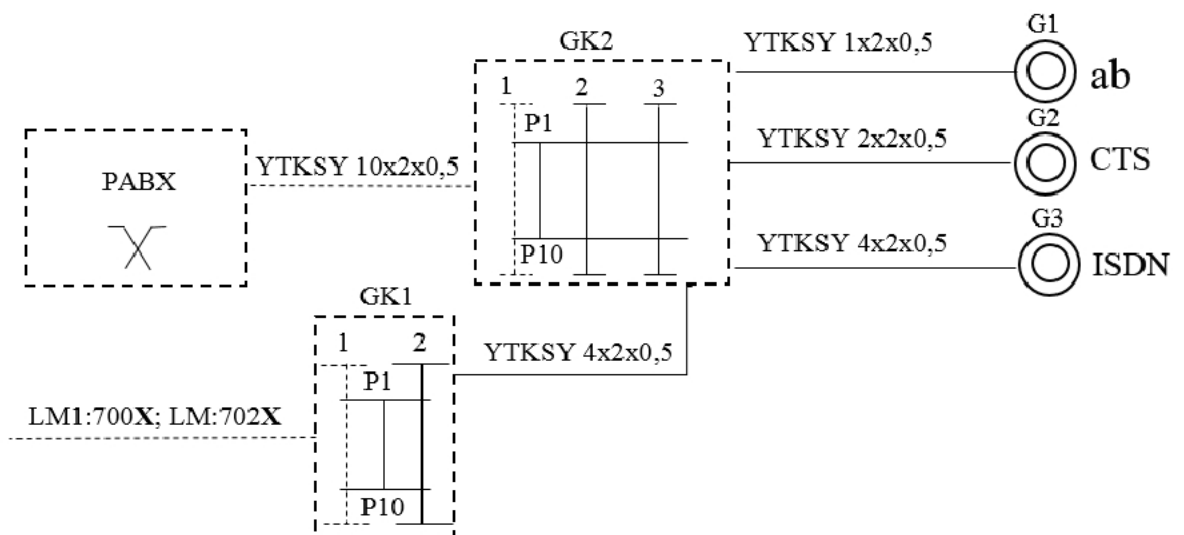 GK2
1 2 3
P1
P10
YTKSY 1x2x0,5
G1
ab
YTKSY 2x2x0,5
G2
CTS
YTKSY 4x2x0,5
G3
ISDN
PABX
YTKSY 10x2x0,5
GK1
1 2
P1
P10
YTKSY 4x2x0,5
LM1:700X; LM:702X